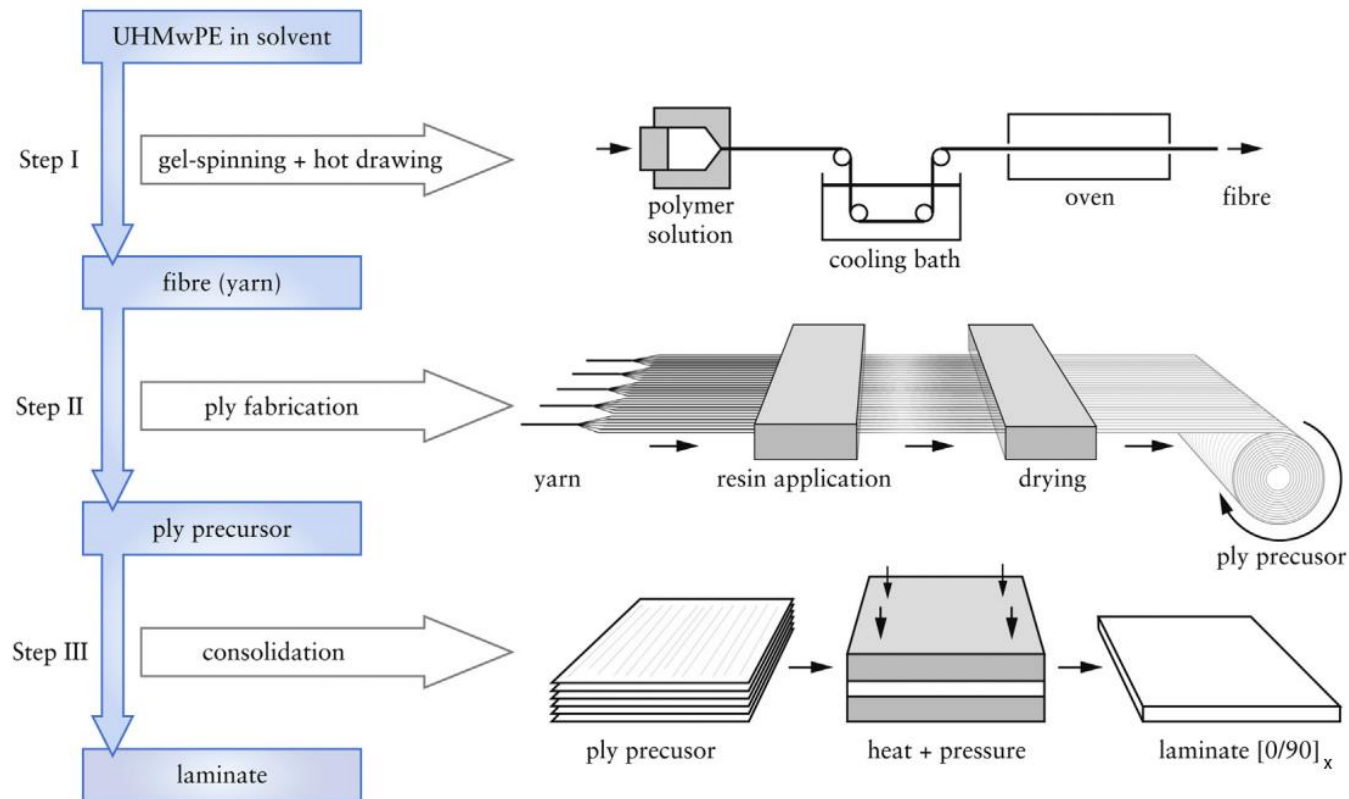 UHMwPE in solvent
Step I
gel-spinning + hot drawing
polymer
solution
cooling bath
oven
fibre
fibre (yarn)
Step II
ply fabrication
yarn
resin application
drying
ply precusor
ply precursor
Step III
consolidation
ply precusor
heat + pressure
laminate [0/90]x
laminate